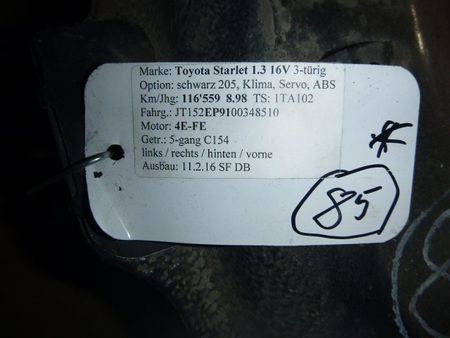 Marke: Toyota Starlet 1.3 16V 3-türig
Option: schwarz 205, Klima, Servo, ABS
Km/Jhg: 116'559 8.98 TS: 1TA102
Fahrg.: JT152EP9100348510
Motor: 4E-FE
Getr.: 5-gang C154
links / rechts / hinten / vorne
Ausbau: 11.2.16 SF DB
85